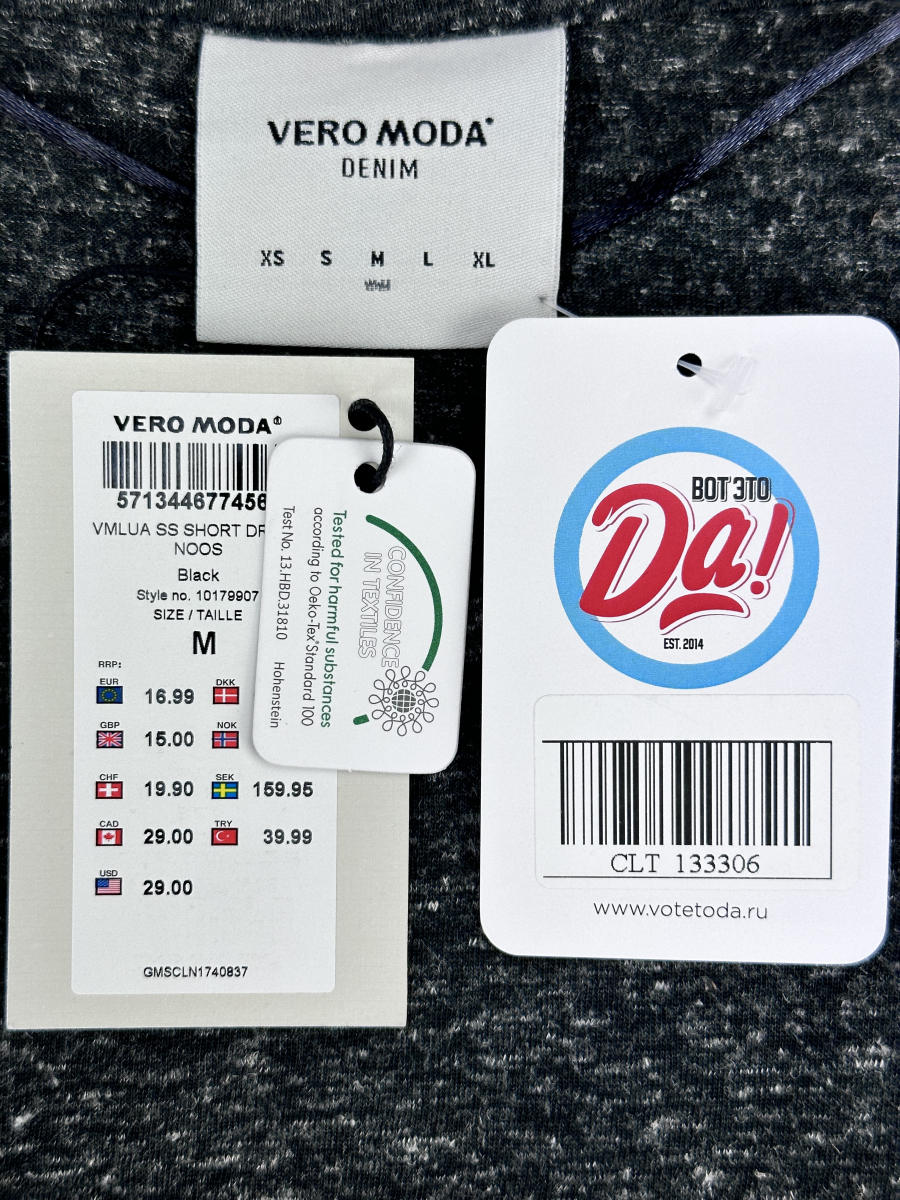 VERO MODA
DENIM
XS S M L XL
VERO MODA®
571344677456
VMLUA SS SHORT DR
NOOS
Black
Style no. 10179907
SIZE / TAILLE
M
RRP:
EUR 16.99 DKK
GBP 15.00 NOK
CHF 19.90 SEK 159.95
CAD 29.00 TRY 39.99
USD 29.00
GMSCLN1740837
CONFIDENCE
IN TEXTILES
Tested for harmful substances
according to Oeko-Tex® Standard 100
Test No. 13.HBD.31810 Hohenstein
ВОТ ЭТО
Да!
EST. 2014
CLT 133306
www.votetoda.ru